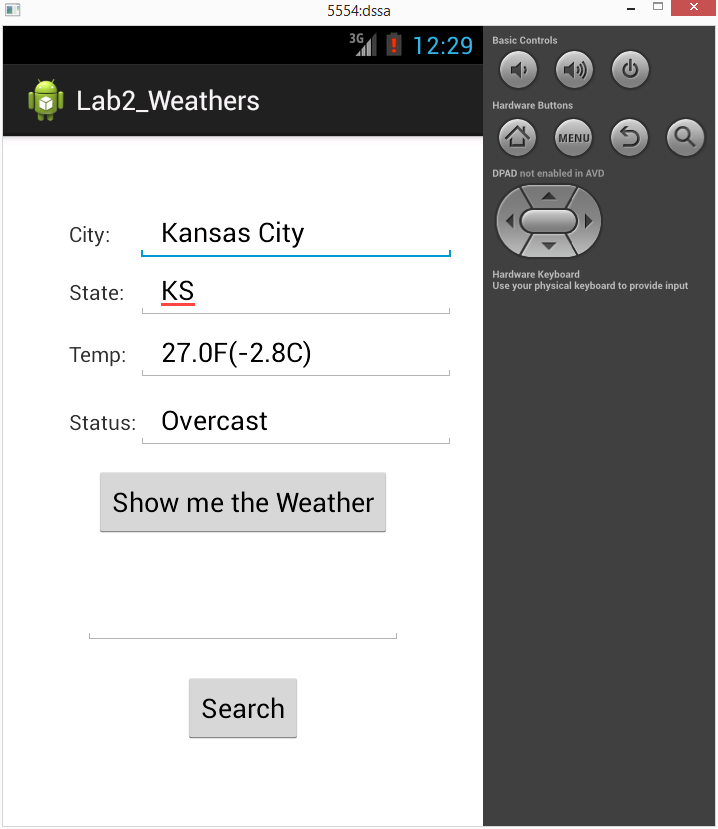 5554:dssa
3G 12:29
Lab2_Weathers
City: Kansas City
State: KS
Temp: 27.0F(-2.8C)
Status: Overcast
Show me the Weather
Search
Basic Controls
Hardware Buttons
MENU
DPAD not enabled in AVD
Hardware Keyboard
Use your physical keyboard to provide input